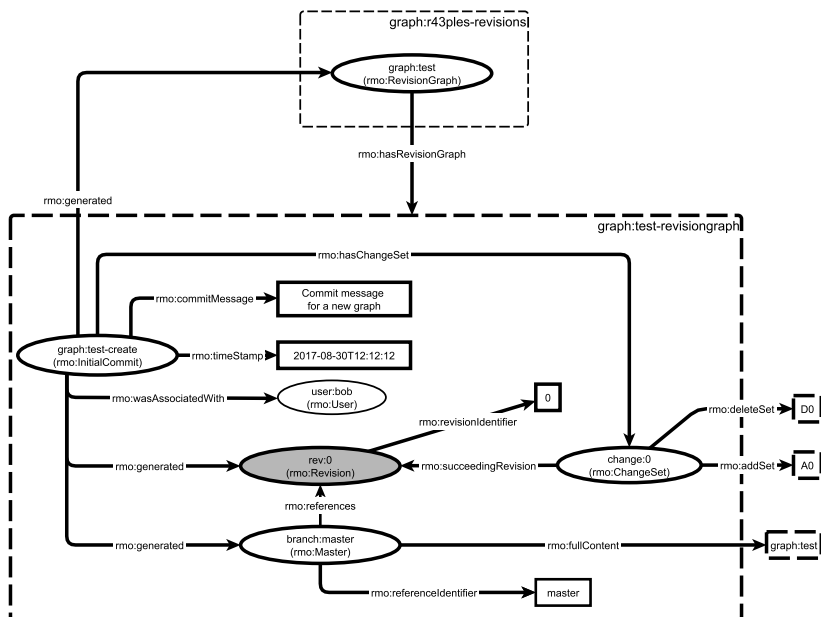 graph:r43ples-revisions
graph:test
(rmo:RevisionGraph)
rmo:hasRevisionGraph
rmo:generated
graph:test-revisiongraph
rmo:hasChangeSet
rmo:commitMessage
Commit message
for a new graph
graph:test-create
(rmo:InitialCommit)
rmo:timeStamp
2017-08-30T12:12:12
rmo:wasAssociatedWith
user:bob
(rmo:User)
0
rmo:revisionIdentifier
rmo:deleteSet
D0
rmo:generated
rev:0
(rmo:Revision)
rmo:succeedingRevision
change:0
(rmo:ChangeSet)
rmo:addSet
A0
rmo:references
rmo:generated
branch:master
(rmo:Master)
rmo:fullContent
graph:test
rmo:referenceIdentifier
master